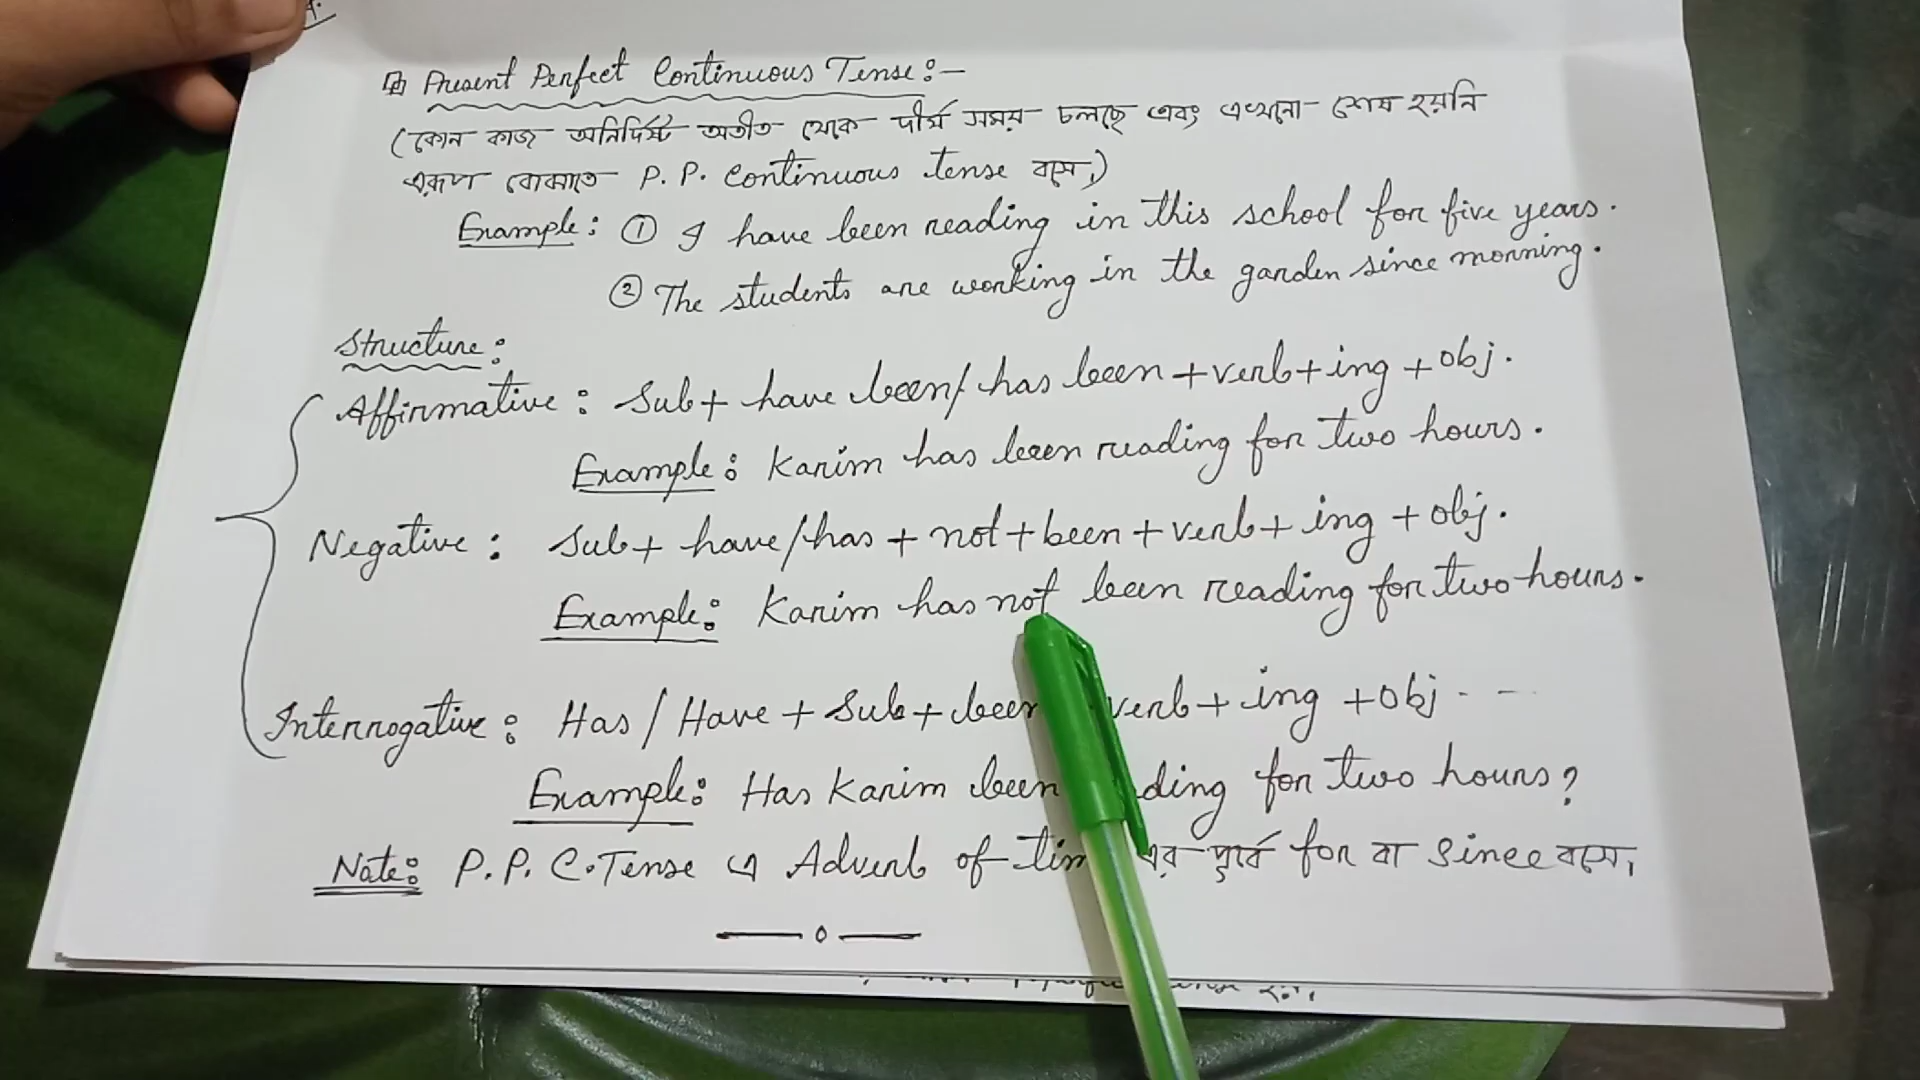 Present Perfect Continuous Tense:-
(কোন কাজ অনির্দিষ্ট অতীত থেকে দীর্ঘ সময় চলছে এবং এখনো শেষ হয়নি
এরূপ বোঝাতে P. P. Continuous tense বসে।)
Example: ① I have been reading in this school for five years.
② The students are working in the garden since morning.
Structure:
Affirmative: Sub+ have been/ has been +verb+ing +obj.
Example: Karim has been reading for two hours.
Negative: Sub+ have/has + not+been+verb+ing +obj.
Example: Karim has not been reading for two hours.
Interrogative: Has/Have + Sub+ been verb+ing +obj - -
Example: Has Karim been ding for two hours?
Note: P. P. C. Tense এ Adverb of tim এর পূর্বে for বা since বসে।